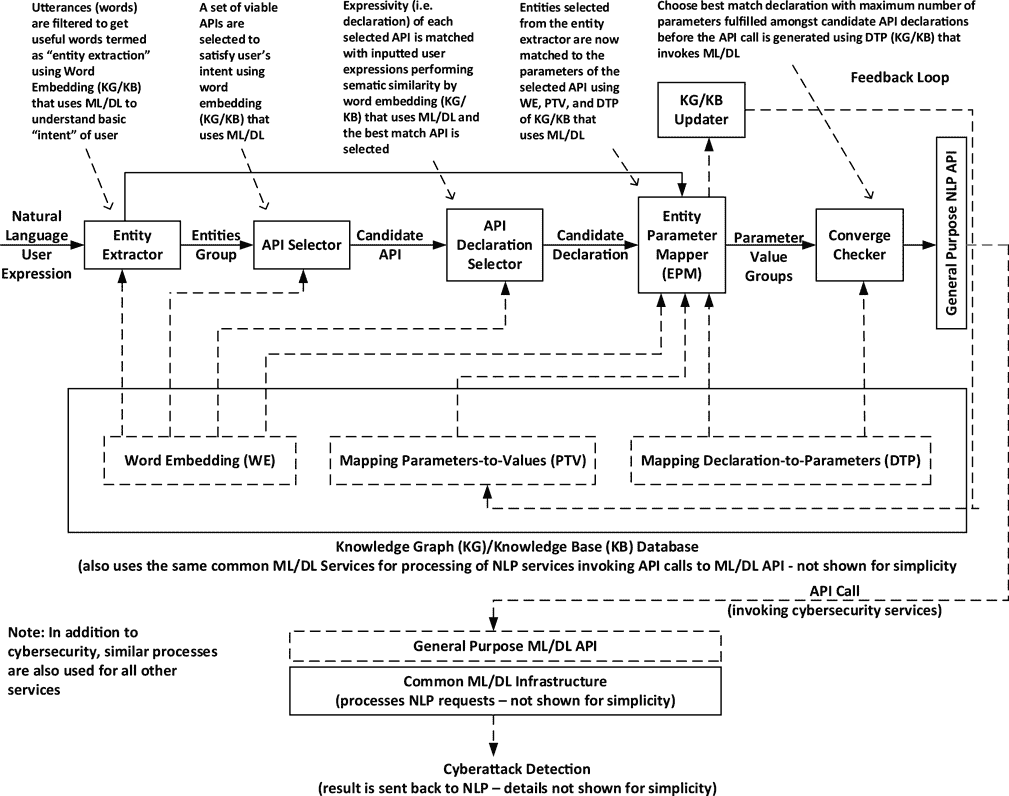 Utterances (words)
are filtered to get
useful words termed
as “entity extraction”
using Word
Embedding (KG/KB)
that uses ML/DL to
understand basic
“intent” of user
A set of viable
APIs are
selected to
satisfy user’s
intent using
word
embedding
(KG/KB) that
uses ML/DL
Expressivity (i.e.
declaration) of each
selected API is matched
with inputted user
expressions performing
sematic similarity by
word embedding (KG/
KB) that uses ML/DL and
the best match API is
selected
Entities selected
from the entity
extractor are now
matched to the
parameters of the
selected API using
WE, PTV, and DTP
of KG/KB that
uses ML/DL
Choose best match declaration with maximum number of
parameters fulfilled amongst candidate API declarations
before the API call is generated using DTP (KG/KB) that
invokes ML/DL
Feedback Loop
KG/KB
Updater
Natural
Language
User
Expression
Entity
Extractor
Entities
Group
API Selector
Candidate
API
API
Declaration
Selector
Candidate
Declaration
Entity
Parameter
Mapper
(EPM)
Parameter
Value
Groups
Converge
Checker
General Purpose NLP API
Word Embedding (WE)
Mapping Parameters-to-Values (PTV)
Mapping Declaration-to-Parameters (DTP)
Knowledge Graph (KG)/Knowledge Base (KB) Database
(also uses the same common ML/DL Services for processing of NLP services invoking API calls to ML/DL API - not shown for simplicity
API Call
(invoking cybersecurity services)
Note: In addition to
cybersecurity, similar processes
are also used for all other
services
General Purpose ML/DL API
Common ML/DL Infrastructure
(processes NLP requests – not shown for simplicity)
Cyberattack Detection
(result is sent back to NLP – details not shown for simplicity)